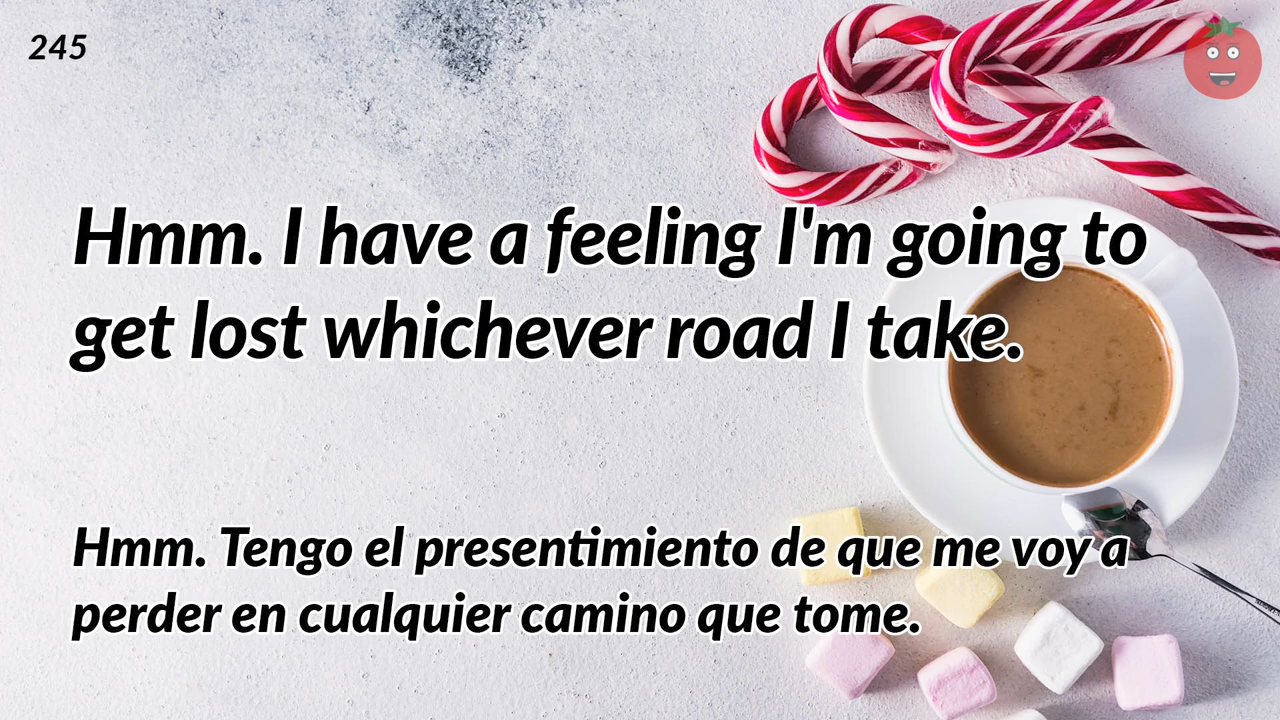 245
Hmm. I have a feeling I'm going to
get lost whichever road I take.
Hmm. Tengo el presentimiento de que me voy a
perder en cualquier camino que tome.